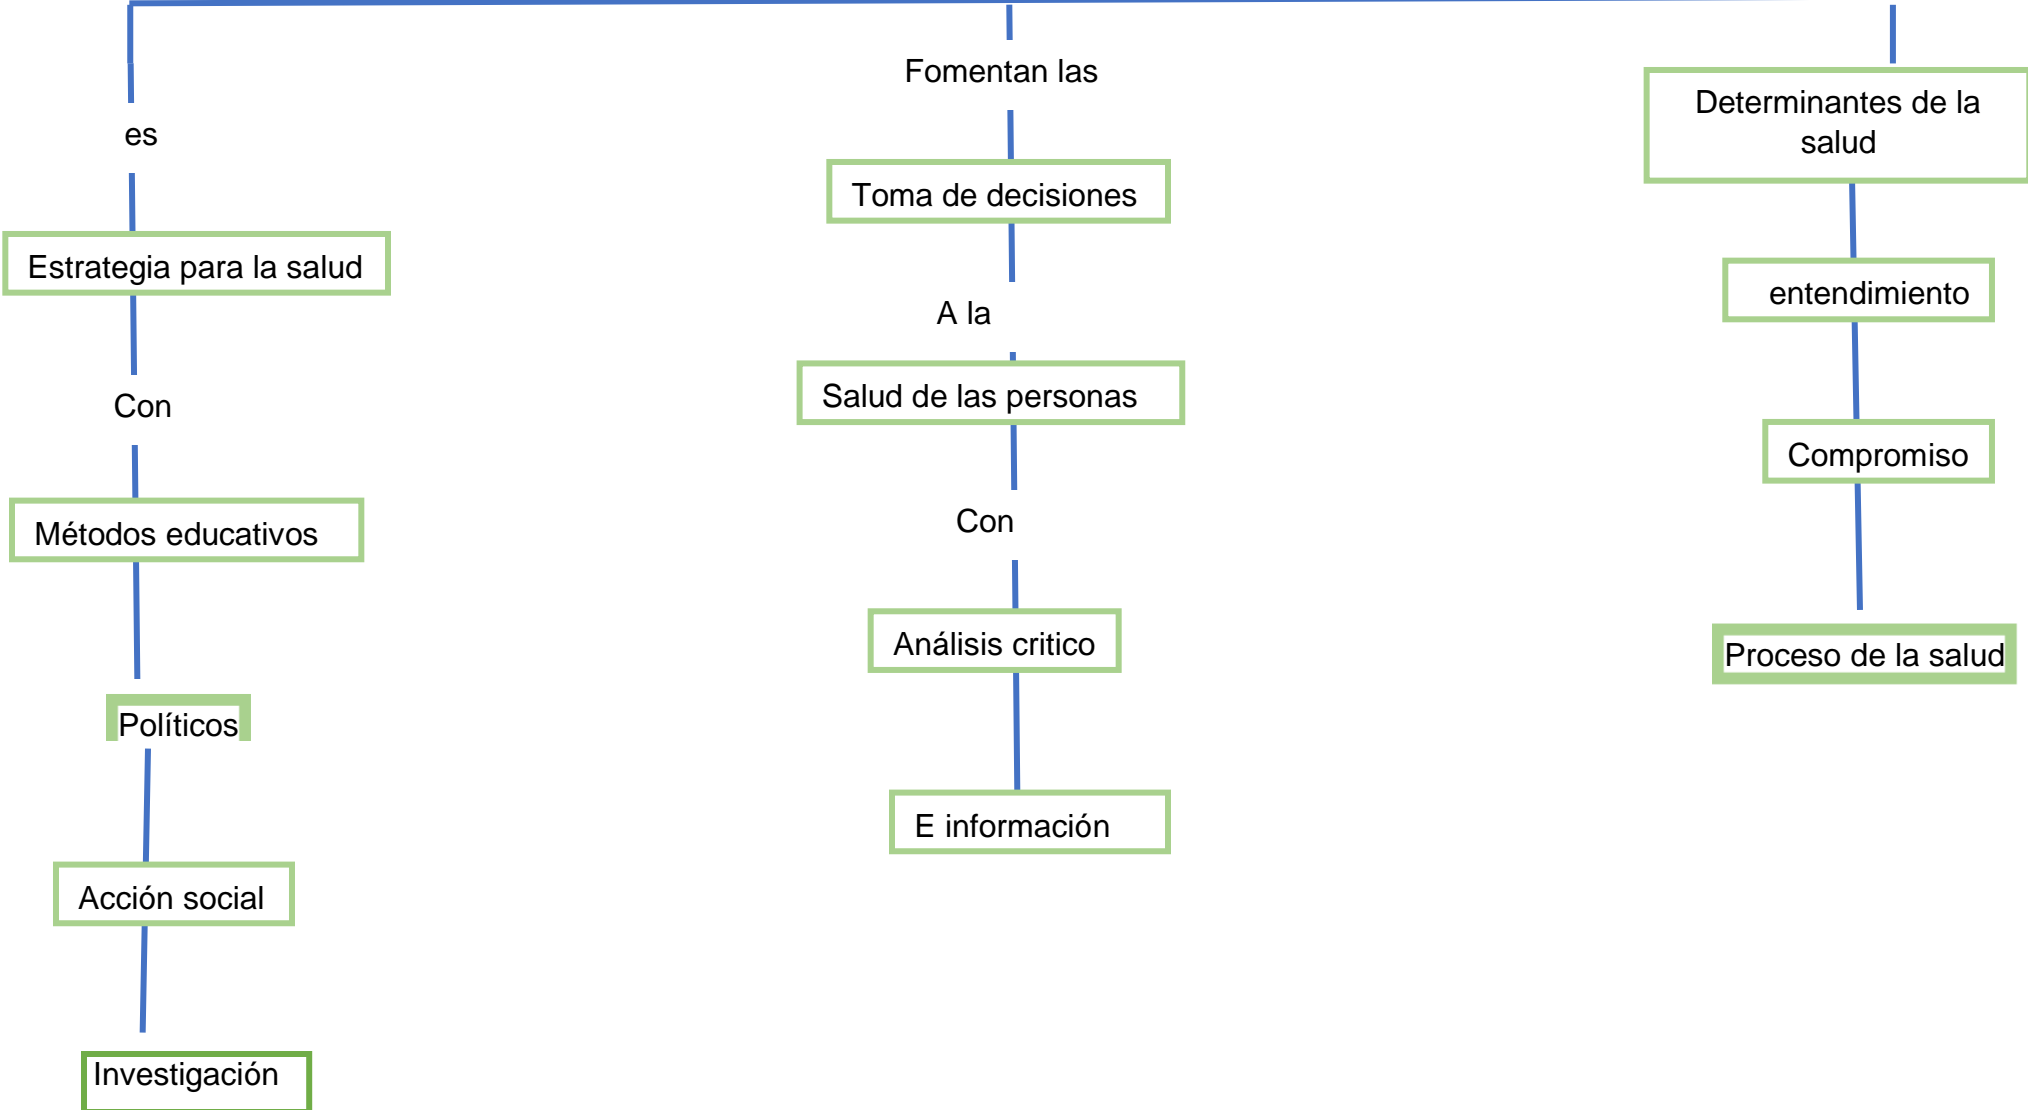 es
Estrategia para la salud
Con
Métodos educativos
Políticos
Acción social
Investigación
Fomentan las
Toma de decisiones
A la
Salud de las personas
Con
Análisis critico
E información
Determinantes de la
salud
entendimiento
Compromiso
Proceso de la salud